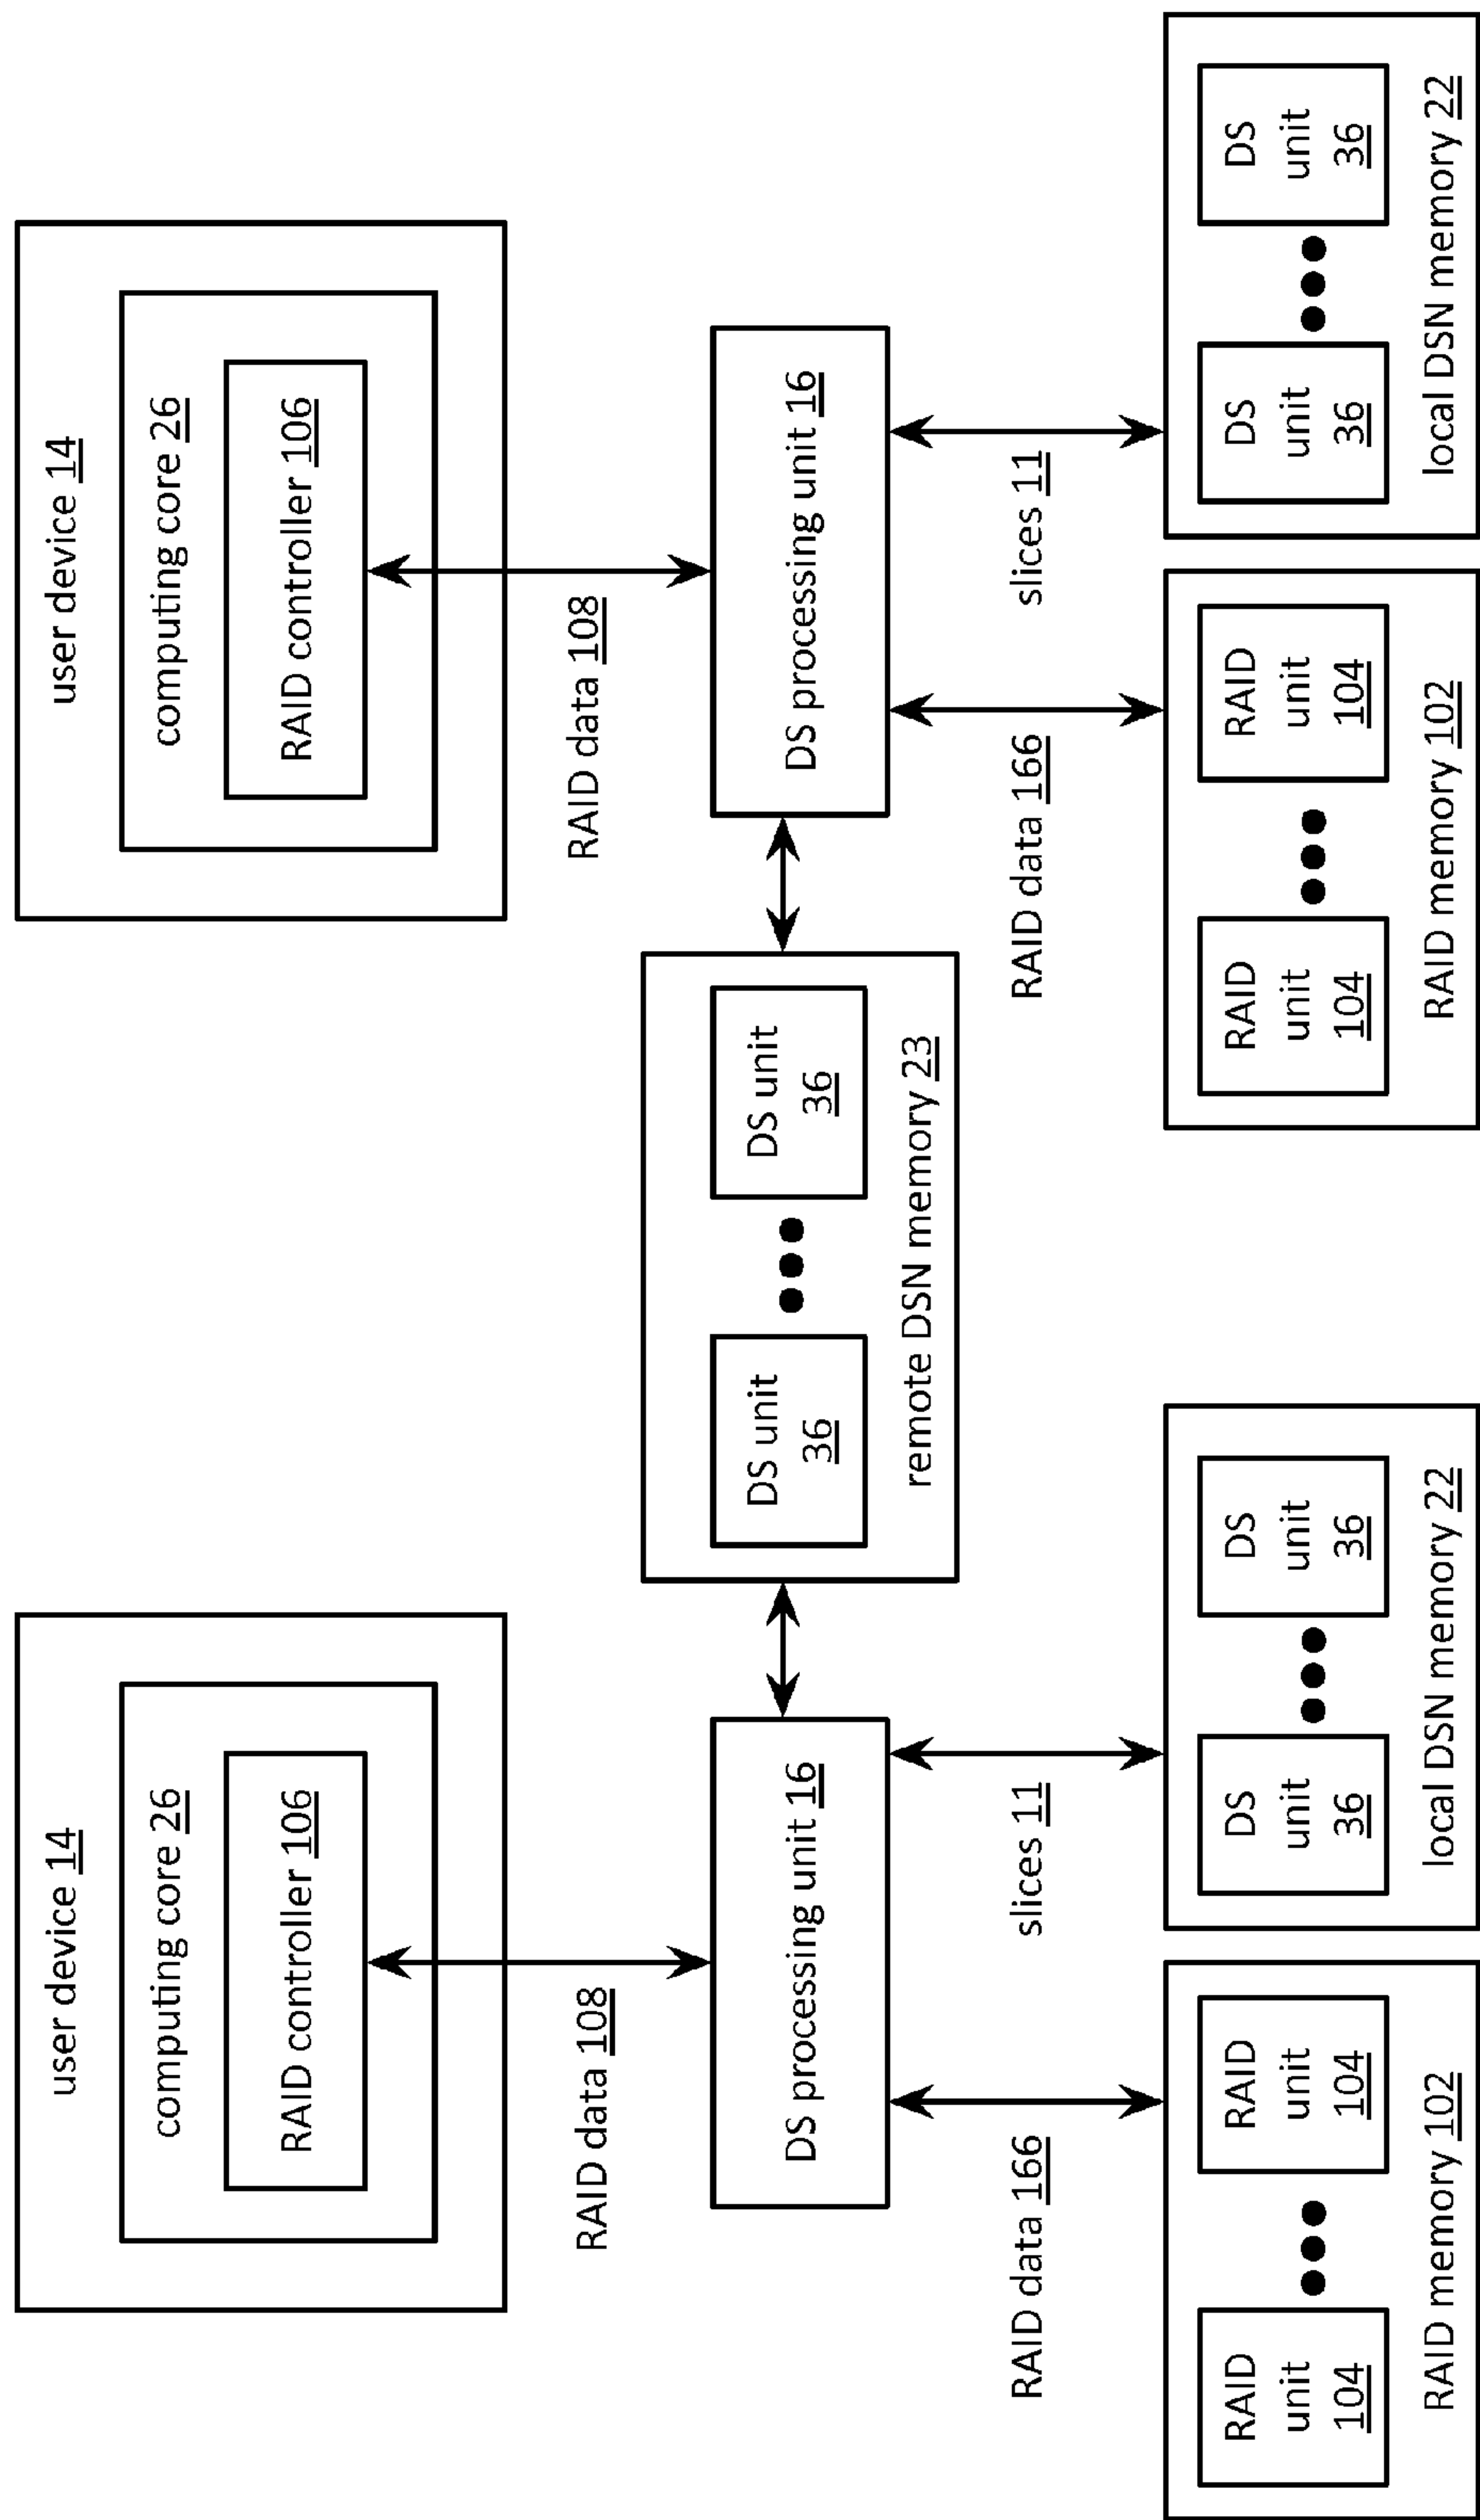 user device 14
computing core 26
RAID controller 106
RAID data 108
DS processing unit 16
RAID data 166
slices 11
RAID
unit
104
RAID
unit
104
RAID memory 102
DS
unit
36
DS
unit
36
local DSN memory 22
DS unit
36
DS unit
36
remote DSN memory 23
user device 14
computing core 26
RAID controller 106
RAID data 108
DS processing unit 16
RAID data 166
slices 11
RAID
unit
104
RAID
unit
104
RAID memory 102
DS
unit
36
DS
unit
36
local DSN memory 22